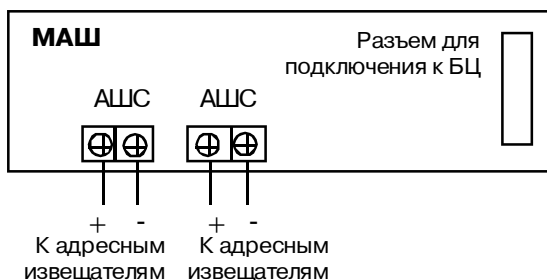 МАШ
Разъем для
подключения к БЦ
АШС АШС
+ - + -
К адресным К адресным
извещателям извещателям